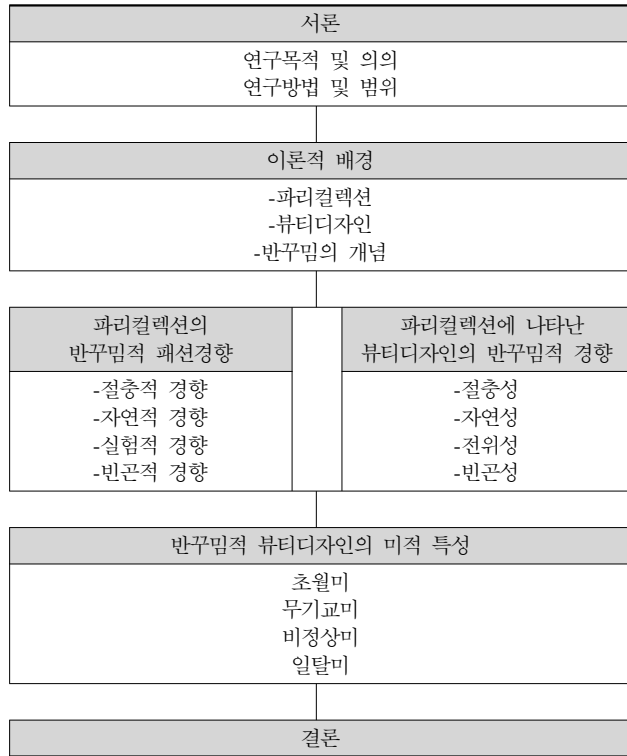 서론
연구목적 및 의의
연구방법 및 범위
이론적 배경
-파리컬렉션
-뷰티디자인
-반꾸밈의 개념
파리컬렉션의
반꾸밈적 패션경향
-절충적 경향
-자연적 경향
-실험적 경향
-빈곤적 경향
파리컬렉션에 나타난
뷰티디자인의 반꾸밈적 경향
-절충성
-자연성
-전위성
-빈곤성
반꾸밈적 뷰티디자인의 미적 특성
초월미
무기교미
비정상미
일탈미
결론